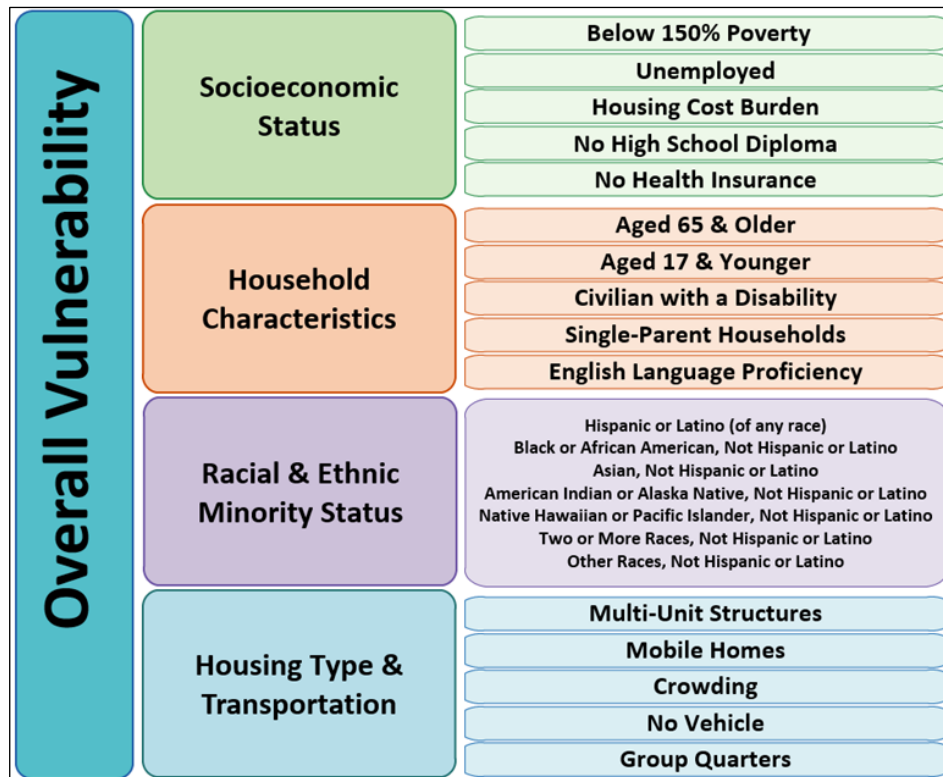 Overall Vulnerability
Socioeconomic
Status
Below 150% Poverty
Unemployed
Housing Cost Burden
No High School Diploma
No Health Insurance
Household
Characteristics
Aged 65 & Older
Aged 17 & Younger
Civilian with a Disability
Single-Parent Households
English Language Proficiency
Racial & Ethnic
Minority Status
Hispanic or Latino (of any race)
Black or African American, Not Hispanic or Latino
Asian, Not Hispanic or Latino
American Indian or Alaska Native, Not Hispanic or Latino
Native Hawaiian or Pacific Islander, Not Hispanic or Latino
Two or More Races, Not Hispanic or Latino
Other Races, Not Hispanic or Latino
Housing Type &
Transportation
Multi-Unit Structures
Mobile Homes
Crowding
No Vehicle
Group Quarters